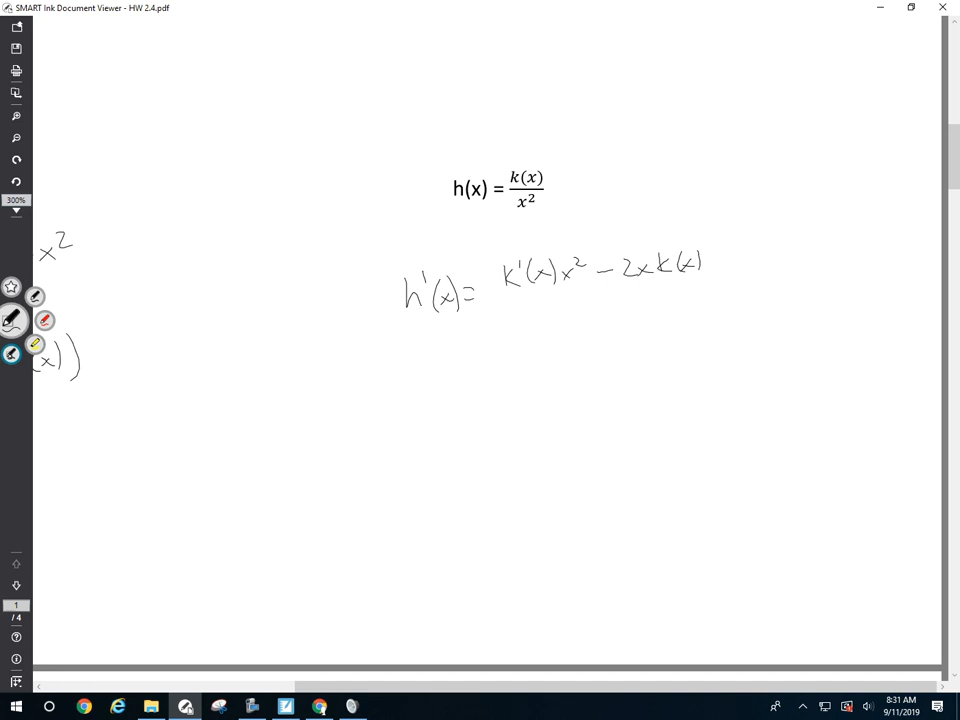 SMART Ink Document Viewer - HW 2.4.pdf
h(x) = k(x)/x²
300%
x²
h'(x) = k'(x)x² - 2xk(x)
(x))
1
/ 4
8:31 AM
9/11/2019